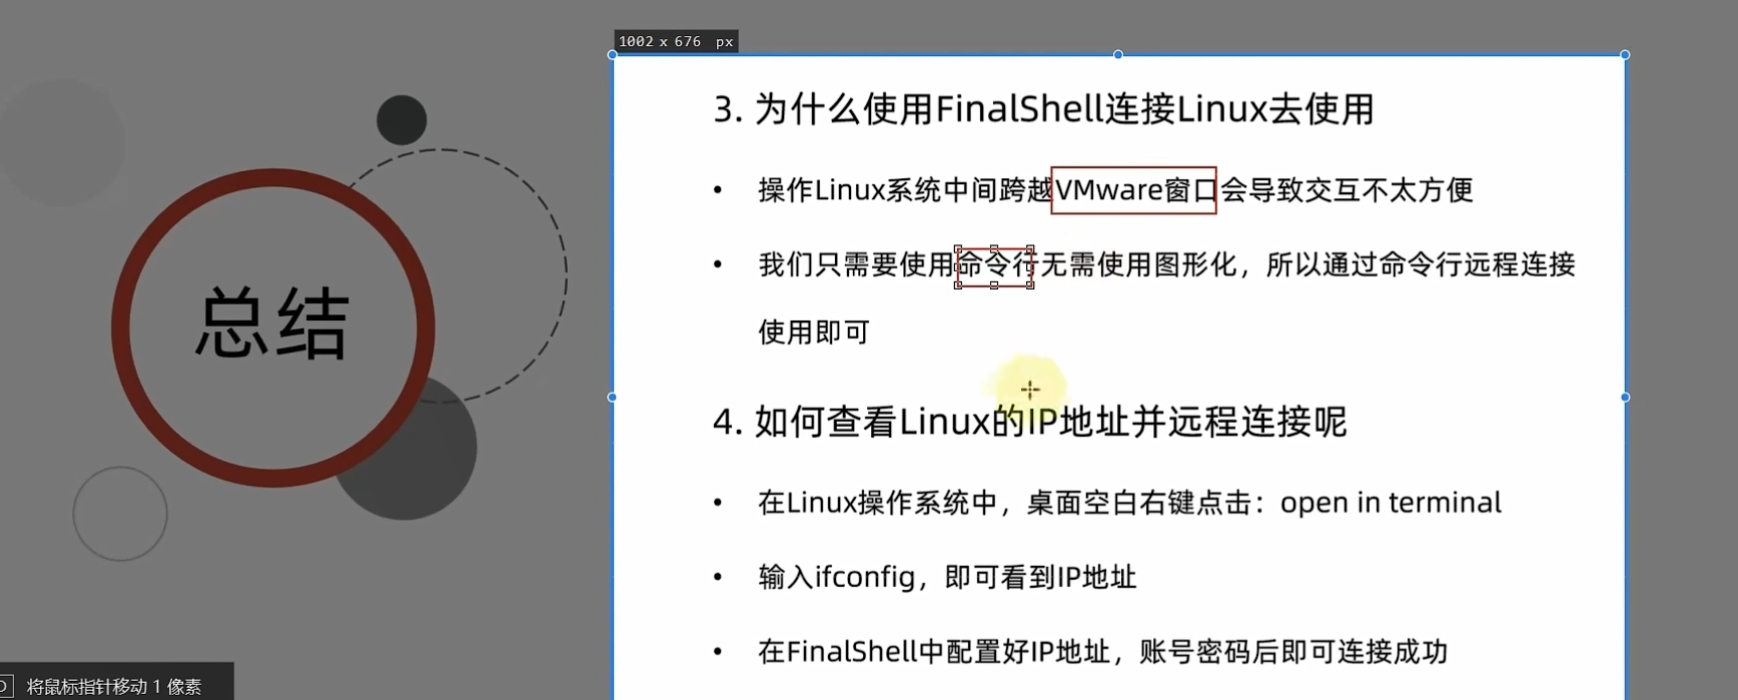 1002 x 676 px
3. 为什么使用FinalShell连接Linux去使用
• 操作Linux系统中间跨越VMware窗口会导致交互不太方便
• 我们只需要使用命令行无需使用图形化，所以通过命令行远程连接
使用即可
总结
4. 如何查看Linux的IP地址并远程连接呢
• 在Linux操作系统中，桌面空白右键点击：open in terminal
• 输入ifconfig，即可看到IP地址
• 在FinalShell中配置好IP地址，账号密码后即可连接成功
将鼠标指针移动 1 像素